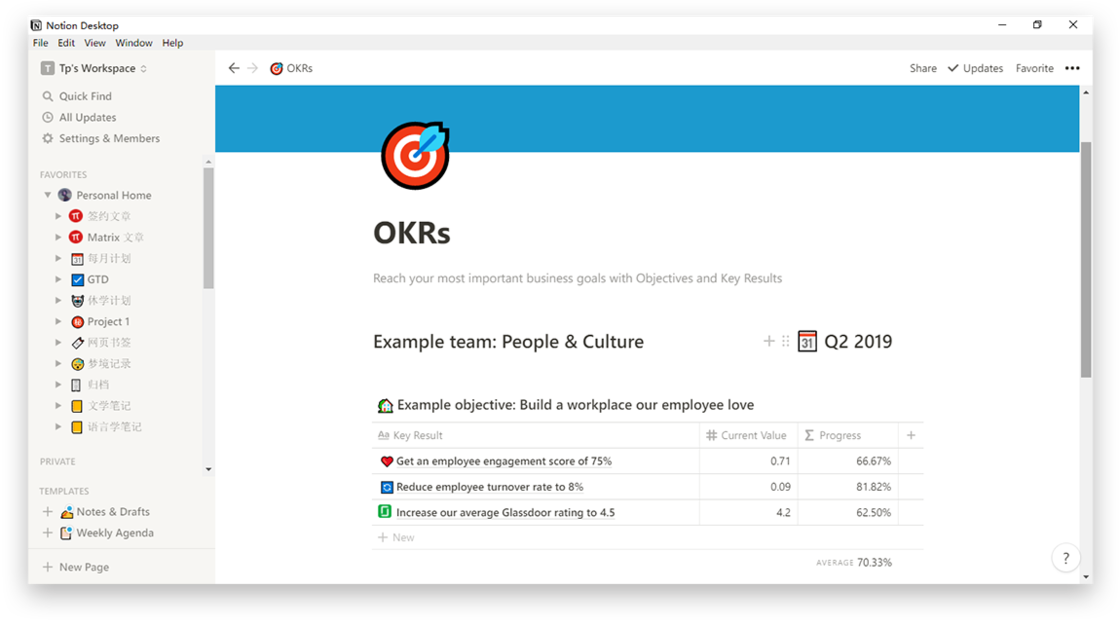 Notion Desktop
File Edit View Window Help
T Tp's Workspace
Quick Find
All Updates
Settings & Members
FAVORITES
Personal Home
签约文章
Matrix 文章
每月计划
GTD
休学计划
Project 1
网页书签
梦境记录
归档
文学笔记
语言学笔记
PRIVATE
TEMPLATES
Notes & Drafts
Weekly Agenda
New Page
OKRs
Share Updates Favorite
OKRs
Reach your most important business goals with Objectives and Key Results
Example team: People & Culture
31 Q2 2019
Example objective: Build a workplace our employee love
Aa Key Result # Current Value Σ Progress +
Get an employee engagement score of 75% 0.71 66.67%
Reduce employee turnover rate to 8% 0.09 81.82%
Increase our average Glassdoor rating to 4.5 4.2 62.50%
+ New
AVERAGE 70.33%
?